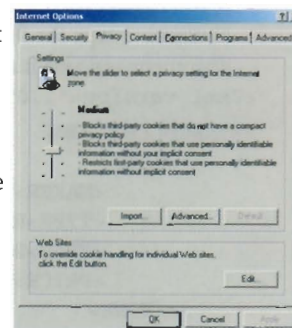 Internet Options
General Security Privacy Content Connections Programs Advanced
Settings
Move the slider to select a privacy setting for the Internet
zone.
Medium
- Blocks third-party cookies that do not have a compact
privacy policy
- Blocks third-party cookies that use personally identifiable
information without your implicit consent
- Restricts first-party cookies that use personally identifiable
information without implicit consent
Import... Advanced... Default
Web Sites
To override cookie handling for individual Web sites,
click the Edit button.
Edit...
OK Cancel Apply